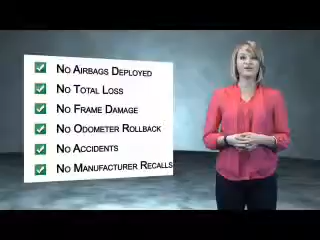 No Airbags Deployed
No Total Loss
No Frame Damage
No Odometer Rollback
No Accidents
No Manufacturer Recalls